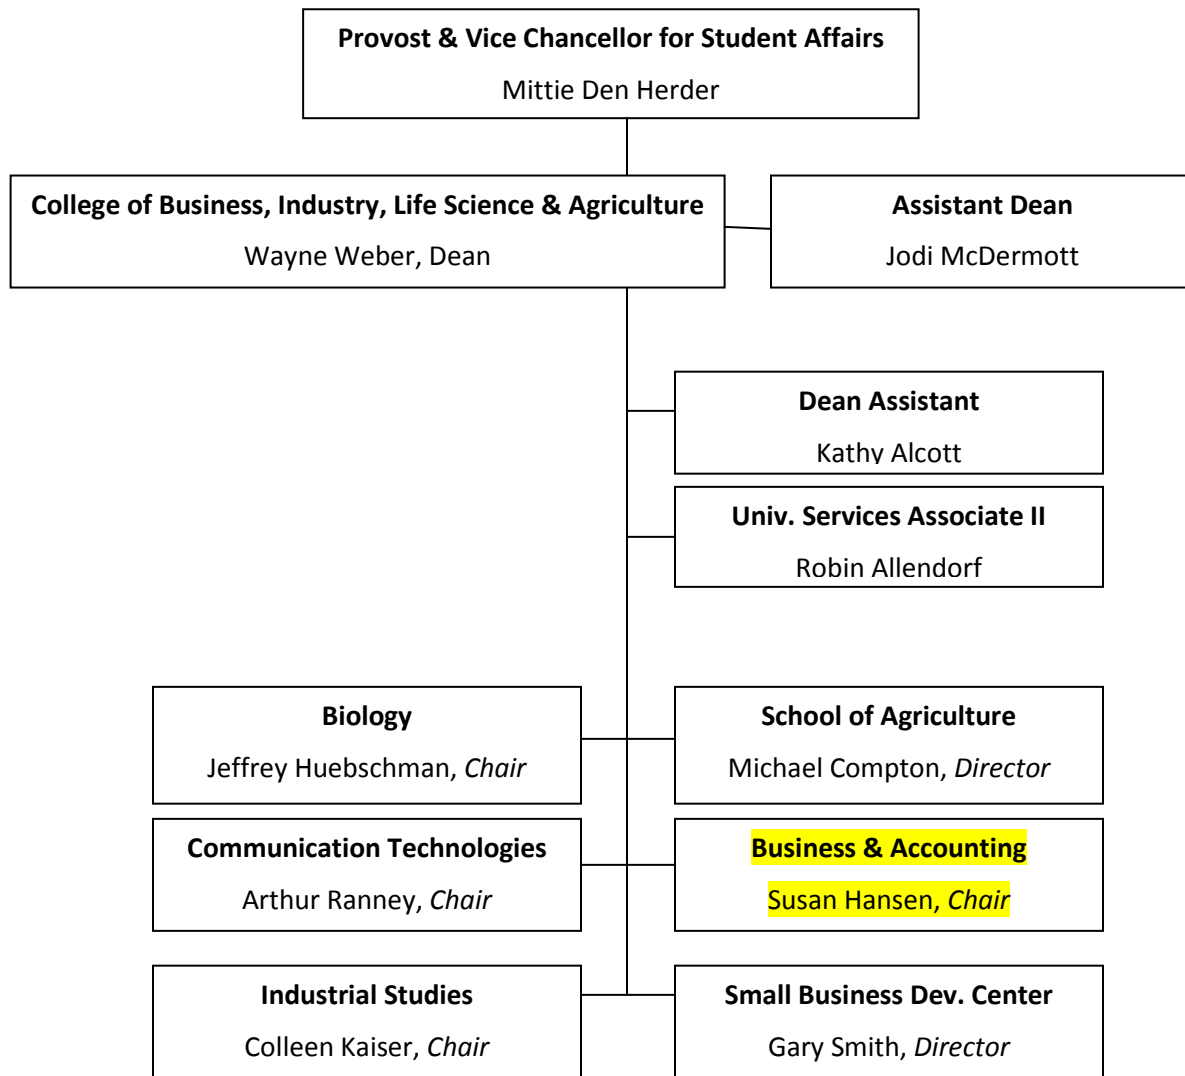 Provost & Vice Chancellor for Student Affairs
Mittie Den Herder
College of Business, Industry, Life Science & Agriculture
Wayne Weber, Dean
Assistant Dean
Jodi McDermott
Dean Assistant
Kathy Alcott
Univ. Services Associate II
Robin Allendorf
Biology
Jeffrey Huebschman, Chair
School of Agriculture
Michael Compton, Director
Communication Technologies
Arthur Ranney, Chair
Business & Accounting
Susan Hansen, Chair
Industrial Studies
Colleen Kaiser, Chair
Small Business Dev. Center
Gary Smith, Director